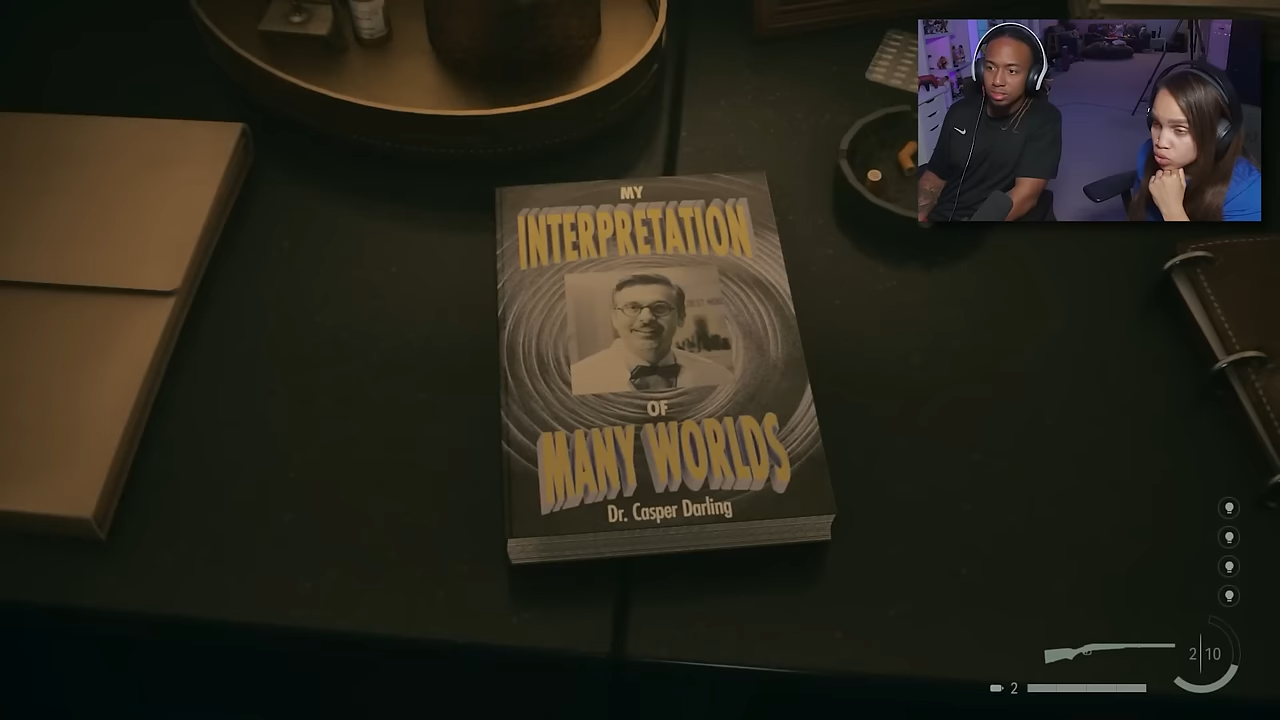 MY
INTERPRETATION
OF
MANY WORLDS
Dr. Casper Darling
2 10
2